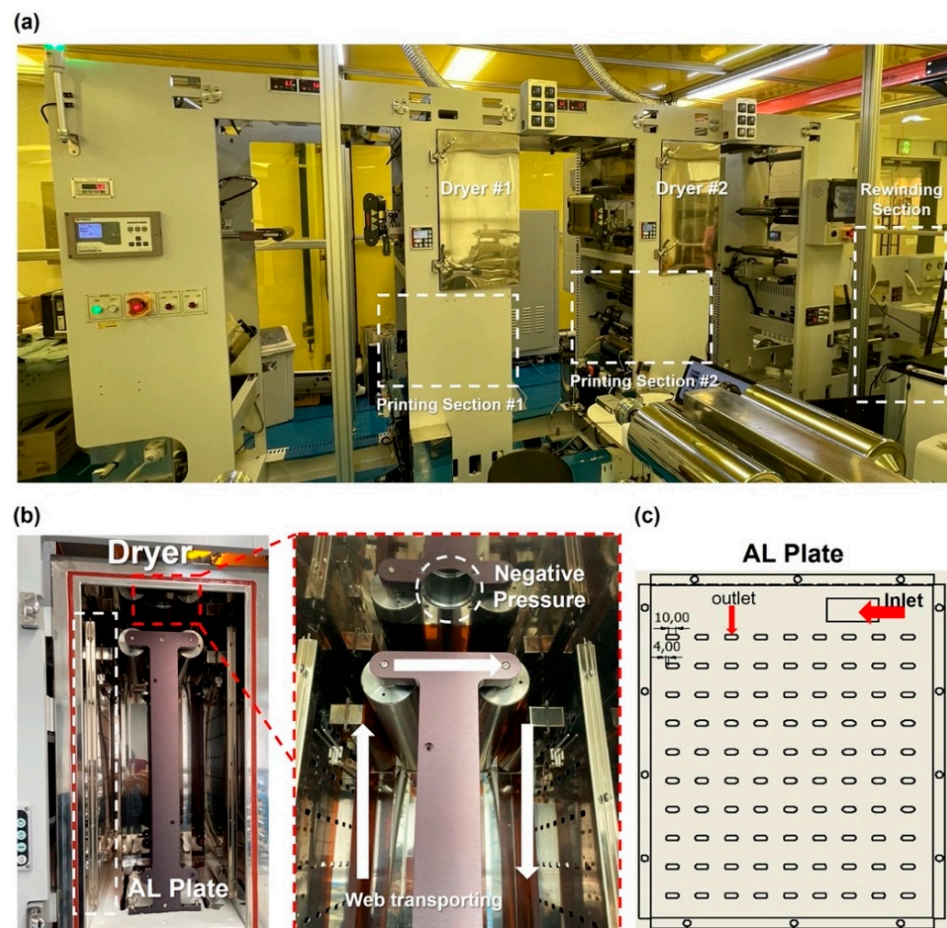 (a)
Dryer #1
Dryer #2
Rewinding
Section
Printing Section #1
Printing Section #2
(b)
Dryer
Negative
Pressure
AL Plate
Web transporting
(c)
AL Plate
outlet
Inlet
10,00
4,00